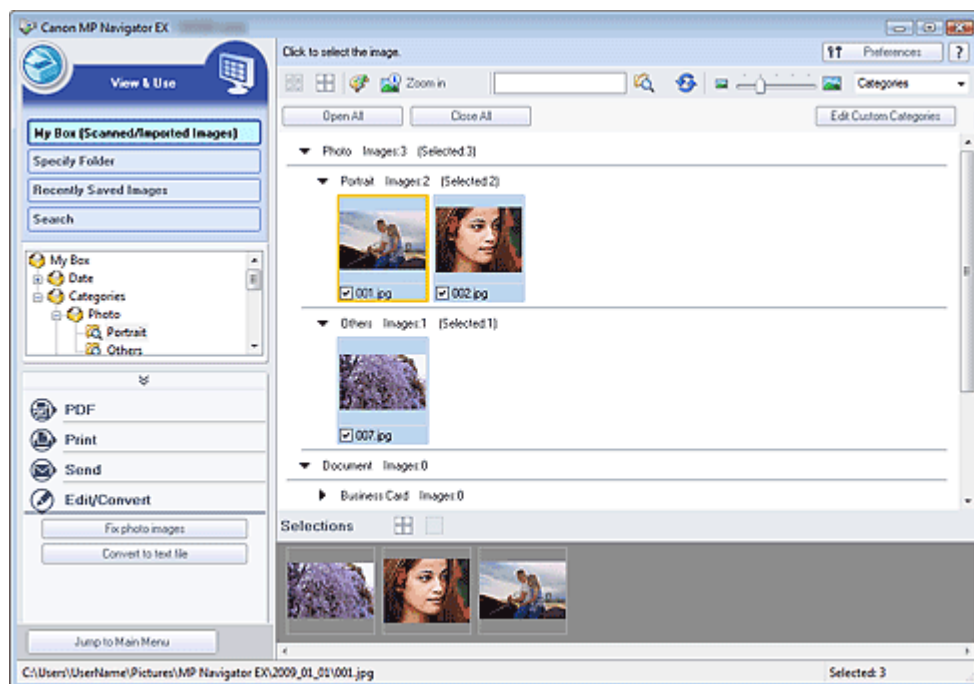 Canon MP Navigator EX
View & Use
My Box (Scanned/Imported Images)
Specify Folder
Recently Saved Images
Search
My Box
Date
Categories
Photo
Portrait
Others
PDF
Print
Send
Edit/Convert
Fix photo images
Convert to text file
Jump to Main Menu
Click to select the image.
Preferences ?
Zoom in
Categories
Open All Close All Edit Custom Categories
Photo Images:3 (Selected:3)
Portrait Images:2 (Selected:2)
001.jpg 002.jpg
Others Images:1 (Selected:1)
007.jpg
Document Images:0
Business Card Images:0
Selections
C:\Users\UserName\Pictures\MP Navigator EX\2009_01_01\001.jpg
Selected: 3